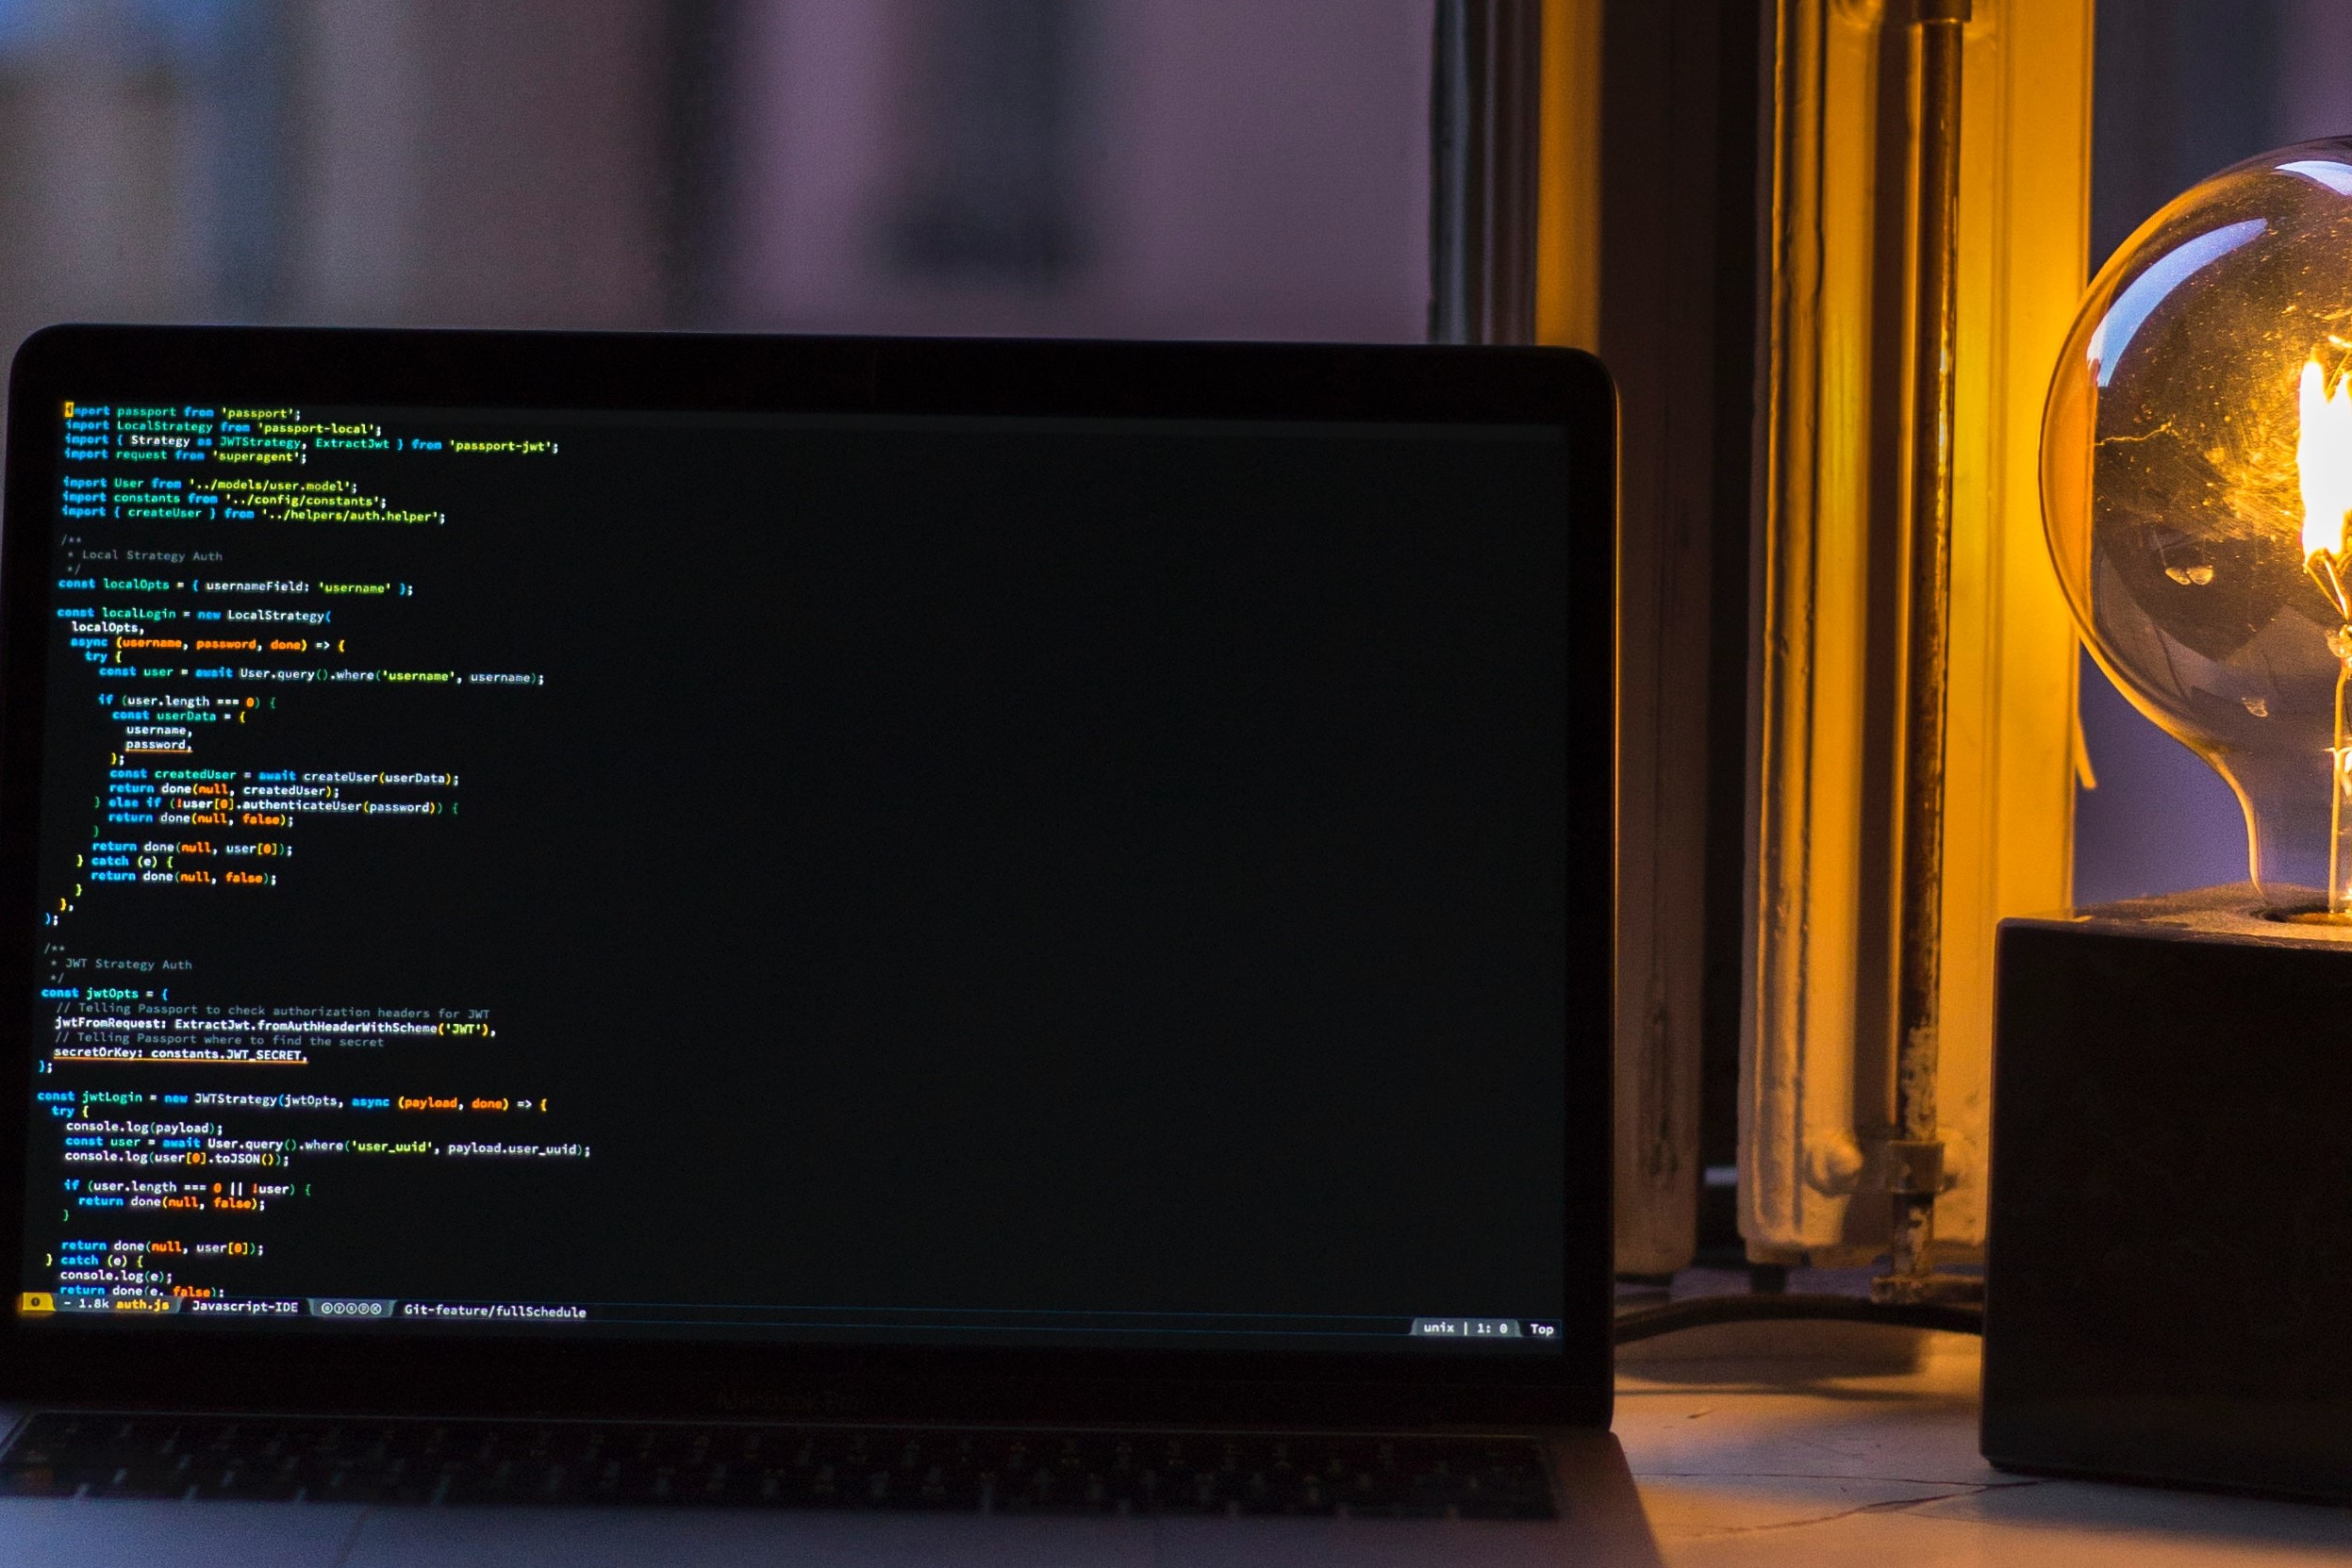 import passport from 'passport';
import LocalStrategy from 'passport-local';
import { Strategy as JWTStrategy, ExtractJwt } from 'passport-jwt';
import request from 'superagent';

import User from '../models/user.model';
import constants from '../config/constants';
import { createUser } from '../helpers/auth.helper';

/**
 * Local Strategy Auth
 */
const localOpts = { usernameField: 'username' };

const localLogin = new LocalStrategy(
  localOpts,
  async (username, password, done) => {
    try {
      const user = await User.query().where('username', username);

      if (user.length === 0) {
        const userData = {
          username,
          password,
        };
        const createdUser = await createUser(userData);
        return done(null, createdUser);
      } else if (!user[0].authenticateUser(password)) {
        return done(null, false);
      }

      return done(null, user[0]);
    } catch (e) {
      return done(null, false);
    }
  },
);

/**
 * JWT Strategy Auth
 */
const jwtOpts = {
  // Telling Passport to check authorization headers for JWT
  jwtFromRequest: ExtractJwt.fromAuthHeaderWithScheme('JWT'),
  // Telling Passport where to find the secret
  secretOrKey: constants.JWT_SECRET,
};

const jwtLogin = new JWTStrategy(jwtOpts, async (payload, done) => {
  try {
    console.log(payload);
    const user = await User.query().where('user_uuid', payload.user_uuid);
    console.log(user[0].toJSON());

    if (user.length === 0 || !user) {
      return done(null, false);
    }

    return done(null, user[0]);
  } catch (e) {
    console.log(e);
    return done(e, false);
- 1.8k auth.js Javascript-IDE Git-feature/fullSchedule unix | 1: 0 Top
MacBook Pro